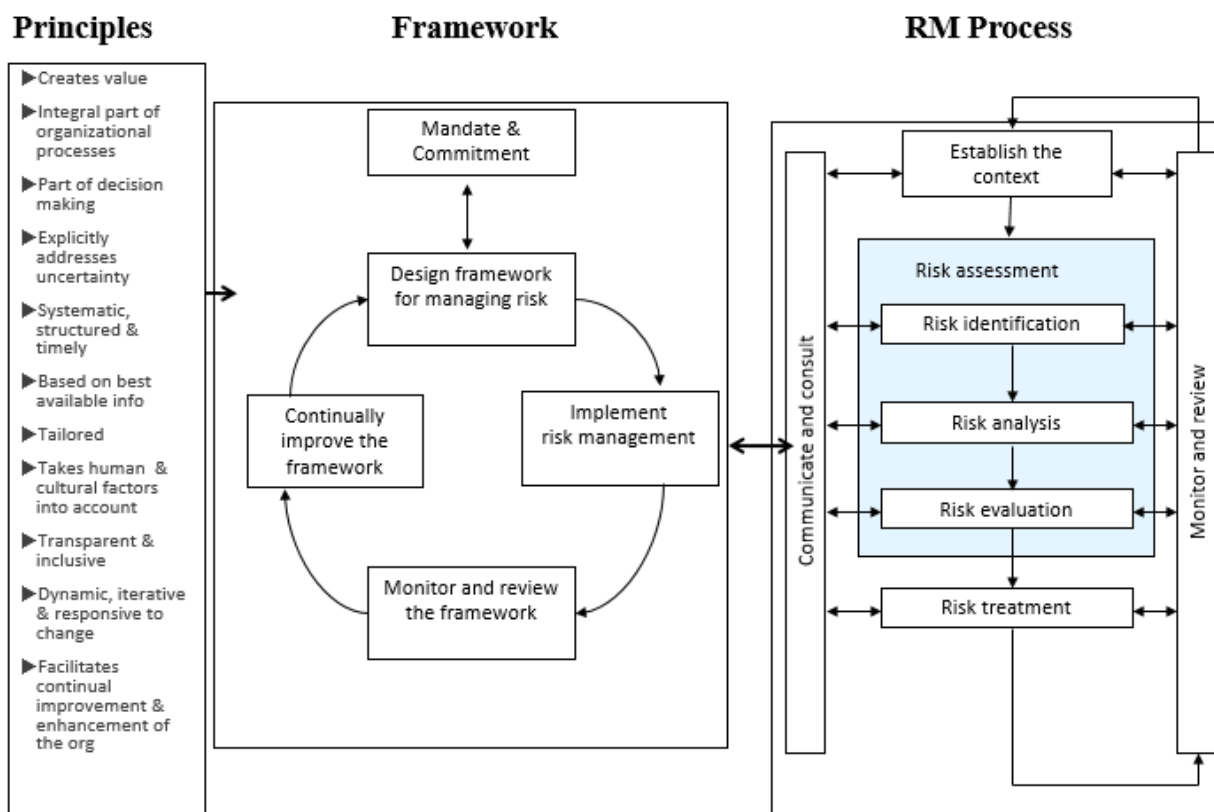 Principles
Framework
RM Process
Creates value
Integral part of
organizational
processes
Part of decision
making
Explicitly
addresses
uncertainty
Systematic,
structured &
timely
Based on best
available info
Tailored
Takes human &
cultural factors
into account
Transparent &
inclusive
Dynamic, iterative
& responsive to
change
Facilitates
continual
improvement &
enhancement of
the org
Mandate &
Commitment
Design framework
for managing risk
Implement
risk management
Monitor and review
the framework
Continually
improve the
framework
Communicate and consult
Establish the
context
Risk assessment
Risk identification
Risk analysis
Risk evaluation
Risk treatment
Monitor and review